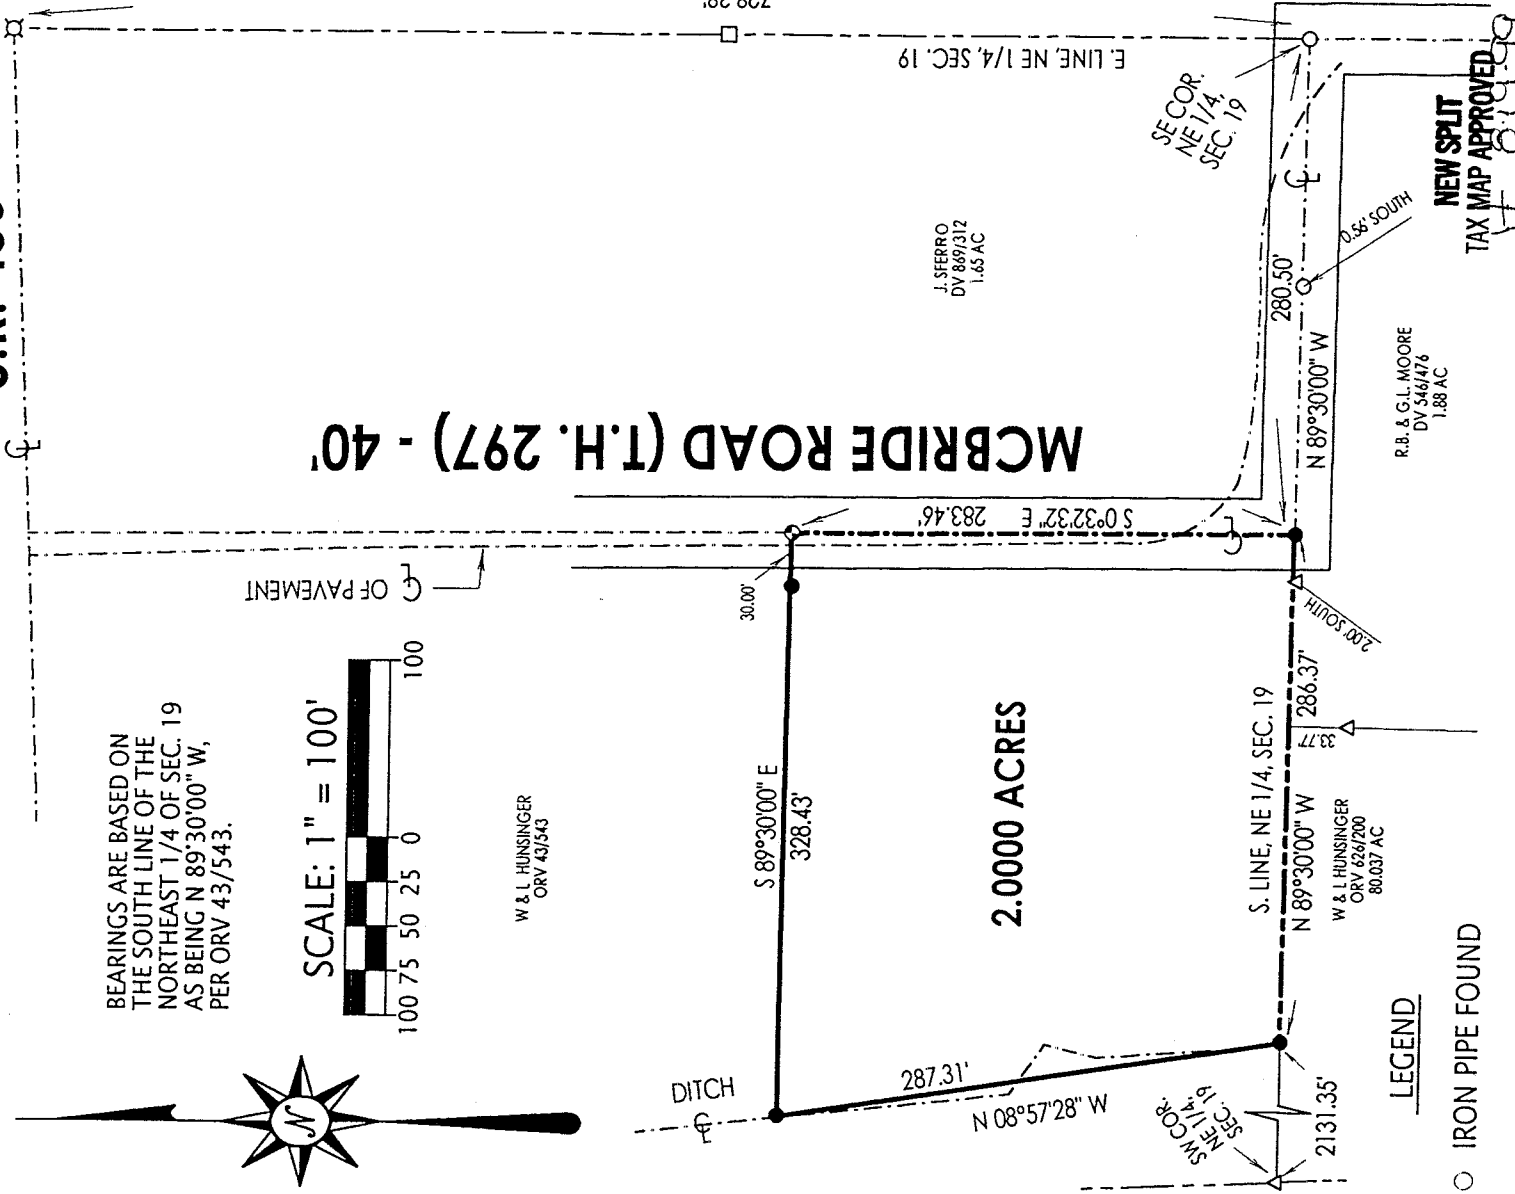 728.28'
E. LINE, NE 1/4, SEC. 19
SE COR.
NE 1/4,
SEC. 19
NEW SPLIT
TAX MAP APPROVED
0.56' SOUTH
280.50'
N 89°30'00" W
R.B. & G.L. MOORE
DV 546/476
1.88 AC
J. SFERRO
DV 869/312
1.65 AC
MCBRIDE ROAD (T.H. 297) - 40'
S 0°32'32" E 283.46'
℄ OF PAVEMENT
30.00'
2.00' SOUTH
BEARINGS ARE BASED ON
THE SOUTH LINE OF THE
NORTHEAST 1/4 OF SEC. 19
AS BEING N 89°30'00" W,
PER ORV 43/543.
SCALE: 1" = 100'
100 75 50 25 0 100
W & L HUNSINGER
ORV 43/543
S 89°30'00" E
328.43'
2.0000 ACRES
S. LINE, NE 1/4, SEC. 19
N 89°30'00" W 286.37'
33.77'
W & L HUNSINGER
ORV 626/200
80.037 AC
N
DITCH
℄
287.31'
N 08°57'28" W
SW COR.
NE 1/4,
SEC. 19
2131.35'
LEGEND
IRON PIPE FOUND